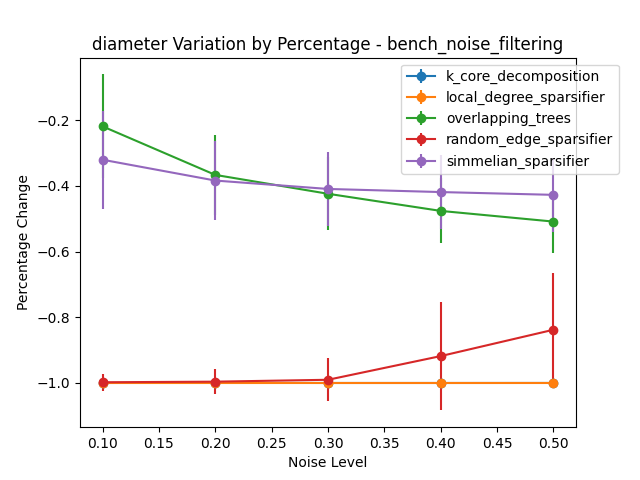 diameter Variation by Percentage - bench_noise_filtering
k_core_decomposition
local_degree_sparsifier
overlapping_trees
random_edge_sparsifier
simmelian_sparsifier
Percentage Change
−0.2
−0.4
−0.6
−0.8
−1.0
0.10 0.15 0.20 0.25 0.30 0.35 0.40 0.45 0.50
Noise Level